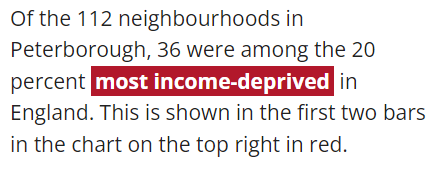 Of the 112 neighbourhoods in
Peterborough, 36 were among the 20
percent most income-deprived in
England. This is shown in the first two bars
in the chart on the top right in red.